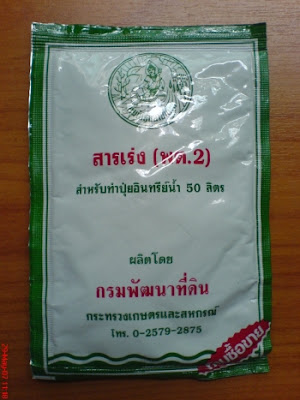 สารเร่ง (พด.2)
สำหรับทำปุ๋ยอินทรีย์น้ำ 50 ลิตร
ผลิตโดย
กรมพัฒนาที่ดิน
กระทรวงเกษตรและสหกรณ์
โทร. 0-2579-2875